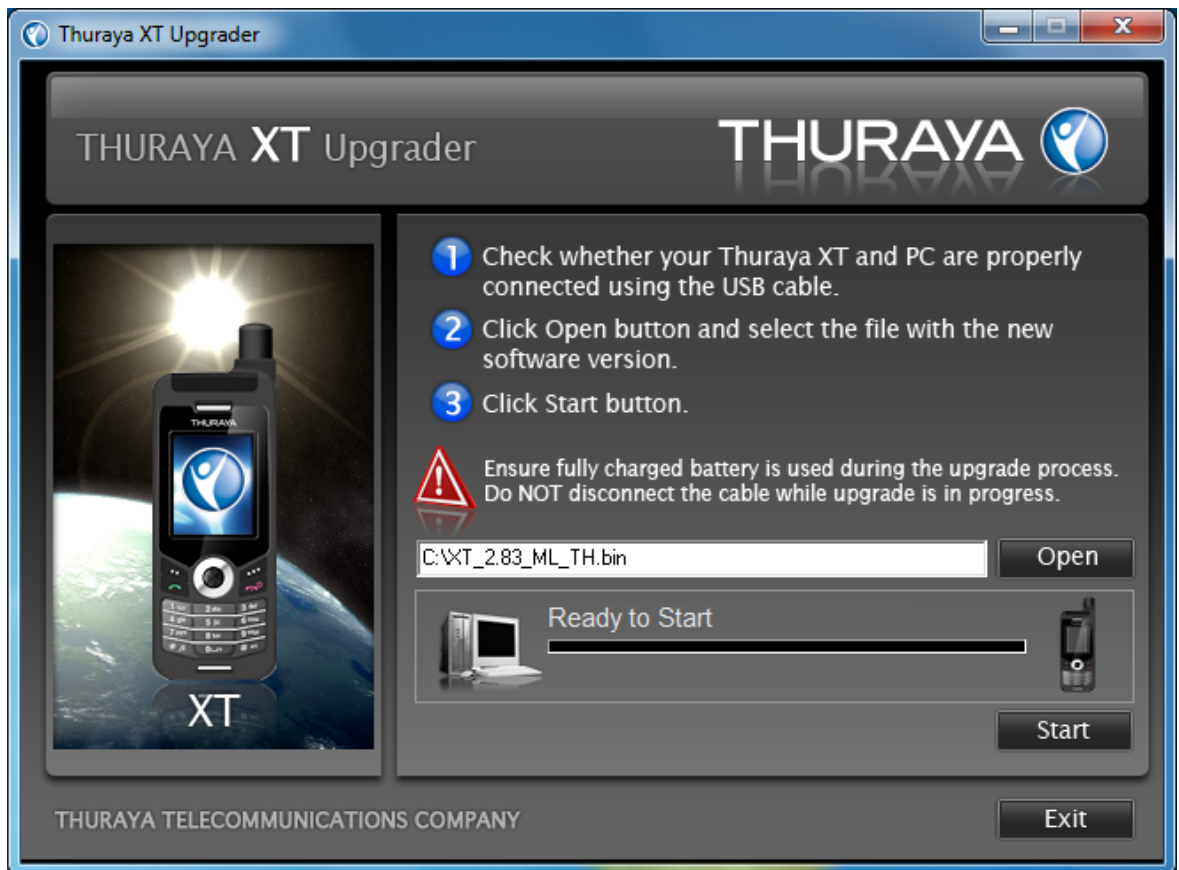 Thuraya XT Upgrader
THURAYA XT Upgrader
THURAYA
1 Check whether your Thuraya XT and PC are properly
connected using the USB cable.
2 Click Open button and select the file with the new
software version.
3 Click Start button.
Ensure fully charged battery is used during the upgrade process.
Do NOT disconnect the cable while upgrade is in progress.
THURAYA
XT
C:\XT_2.83_ML_TH.bin
Open
Ready to Start
Start
THURAYA TELECOMMUNICATIONS COMPANY
Exit